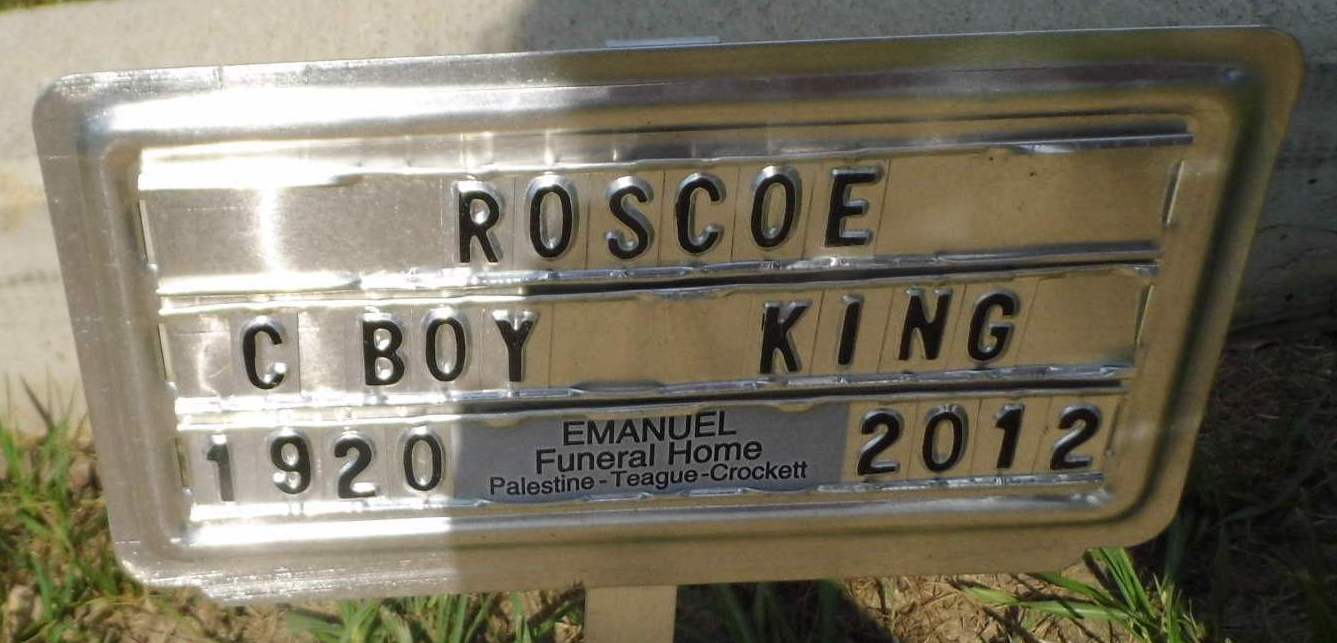 ROSCOE
C BOY KING
1920 2012
EMANUEL
Funeral Home
Palestine-Teague-Crockett